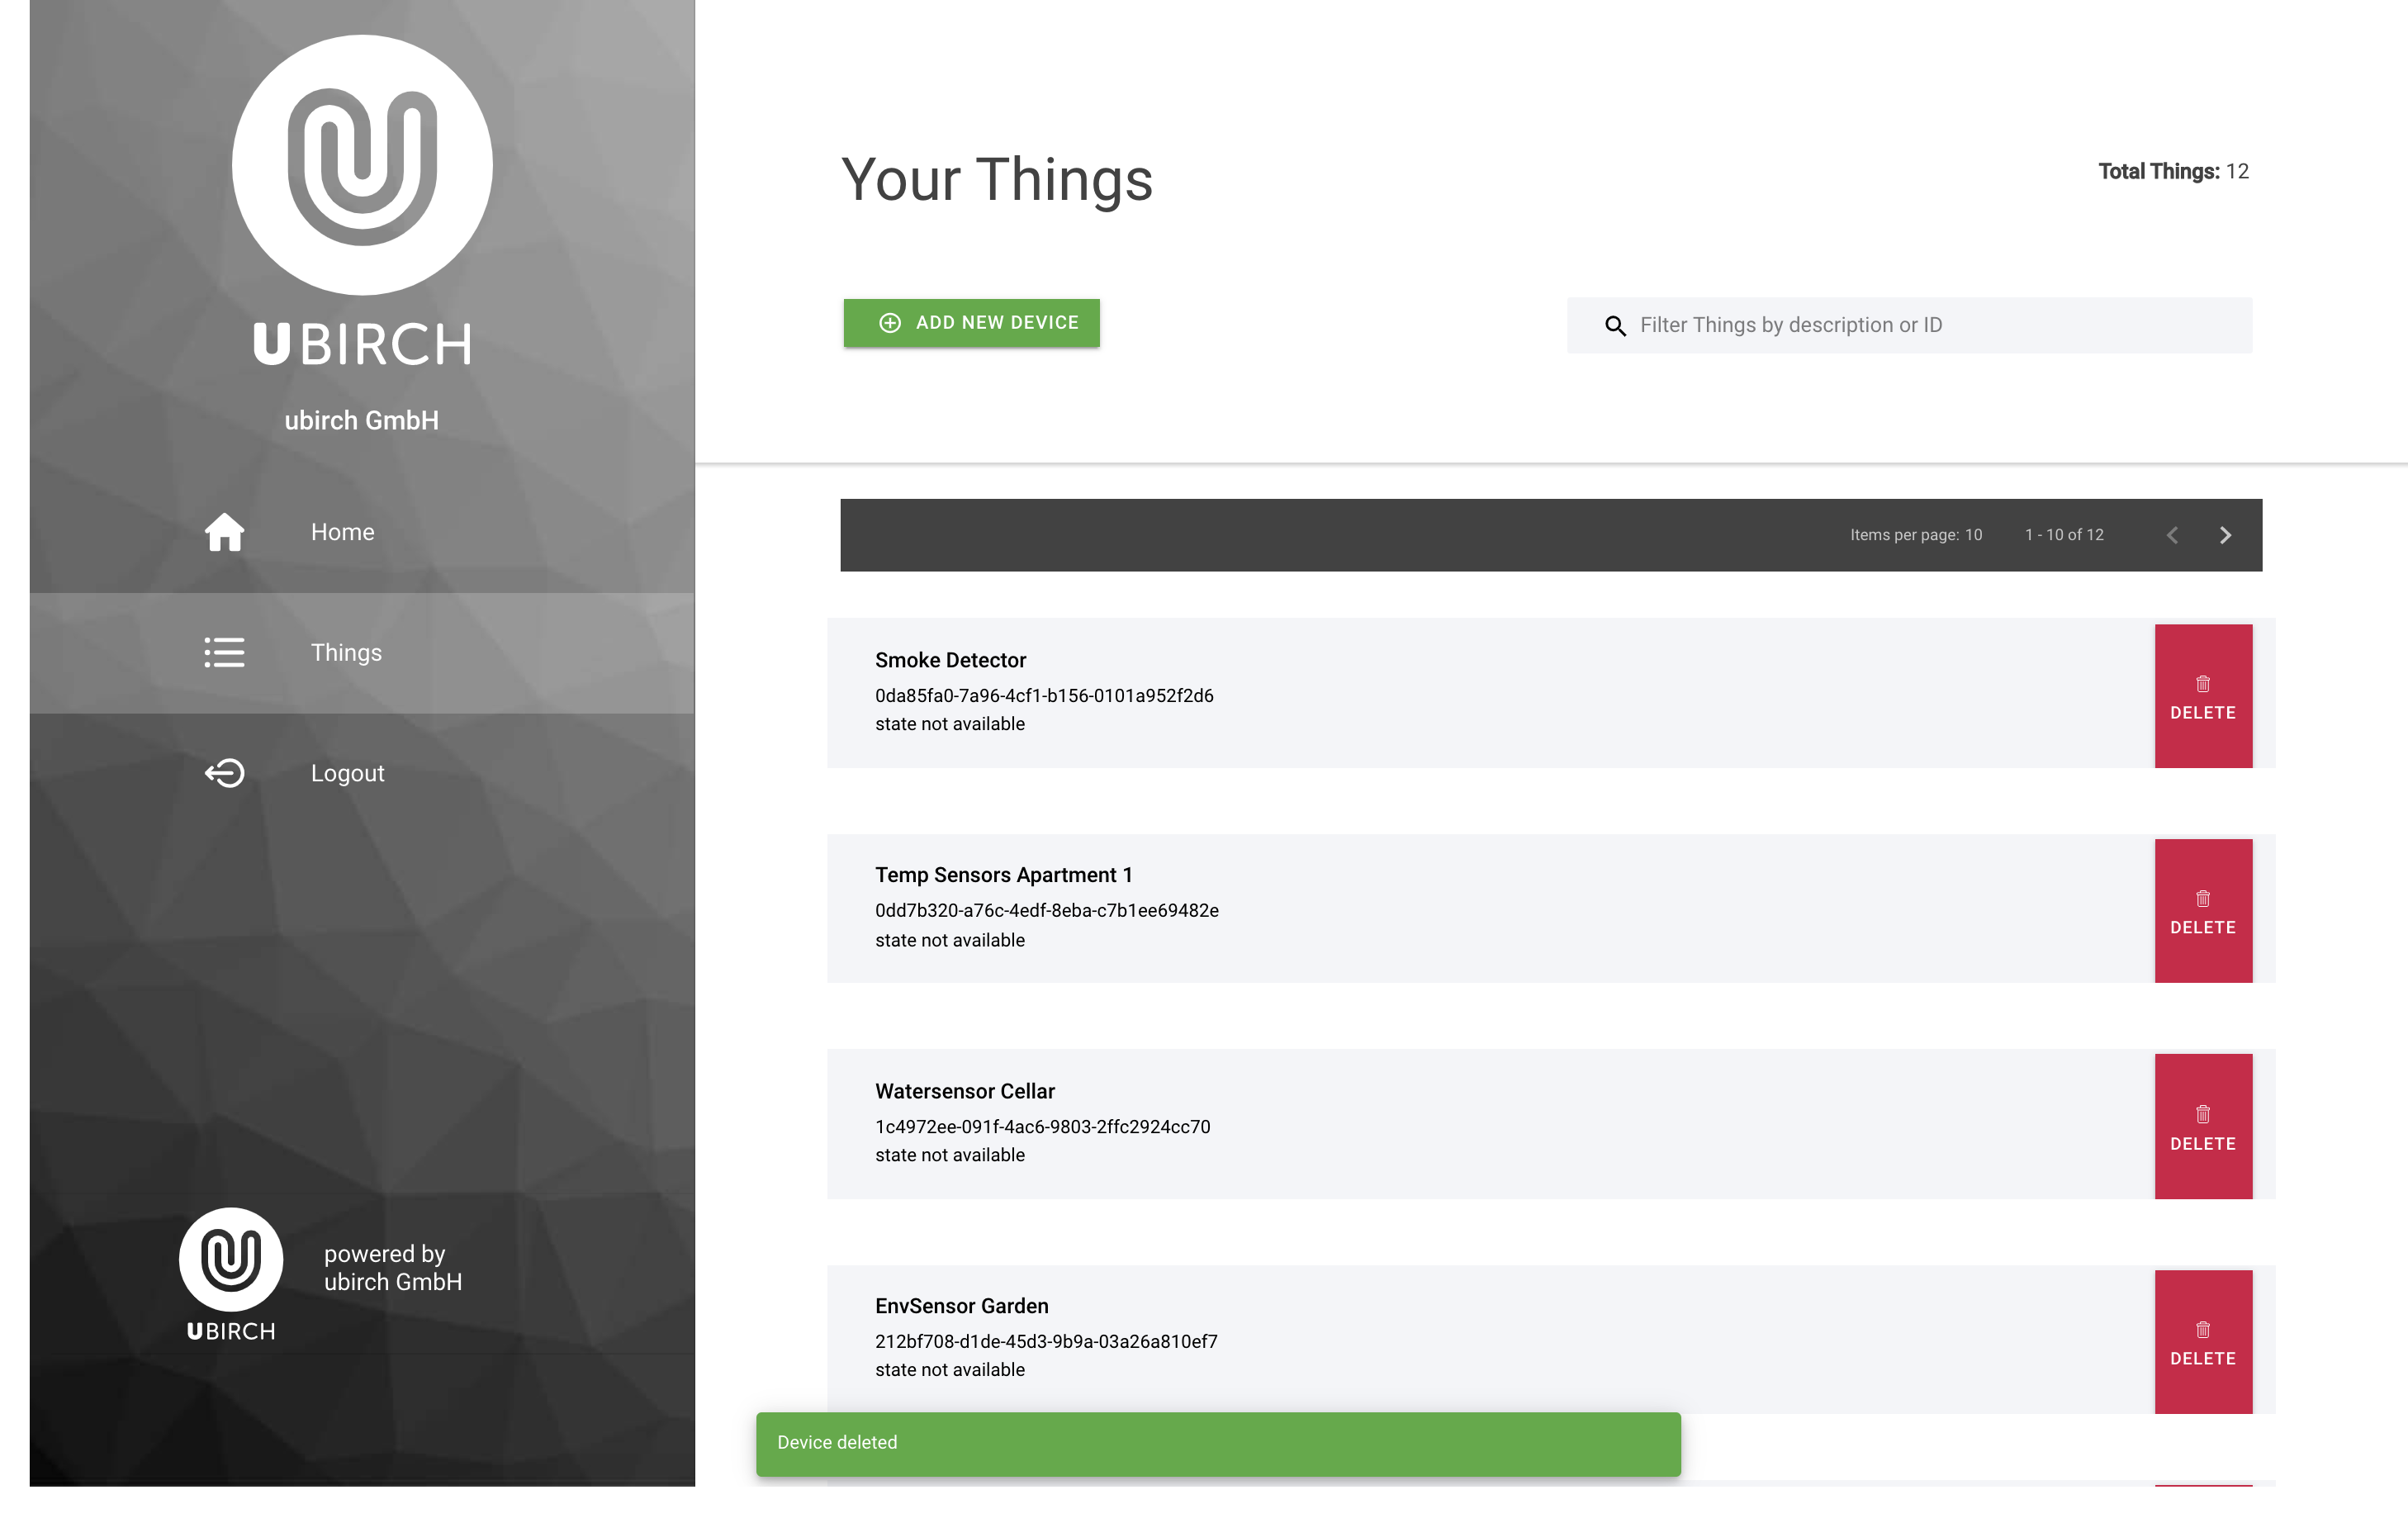 UBIRCH
ubirch GmbH
Home
Things
Logout
powered by
ubirch GmbH
UBIRCH
Your Things
Total Things: 12
ADD NEW DEVICE
Filter Things by description or ID
Items per page: 10 1 - 10 of 12
Smoke Detector
0da85fa0-7a96-4cf1-b156-0101a952f2d6
state not available
DELETE
Temp Sensors Apartment 1
0dd7b320-a76c-4edf-8eba-c7b1ee69482e
state not available
DELETE
Watersensor Cellar
1c4972ee-091f-4ac6-9803-2ffc2924cc70
state not available
DELETE
EnvSensor Garden
212bf708-d1de-45d3-9b9a-03a26a810ef7
state not available
DELETE
Device deleted